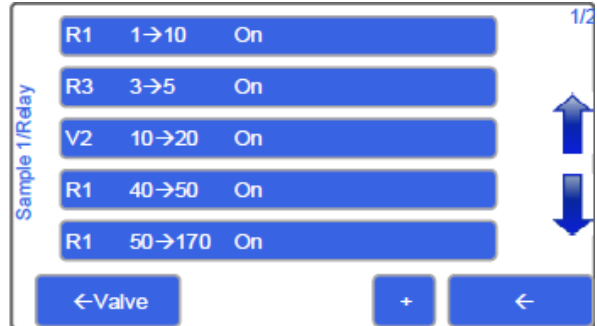 1/2
Sample 1/Relay
R1 1→10 On
R3 3→5 On
V2 10→20 On
R1 40→50 On
R1 50→170 On
←Valve + ←